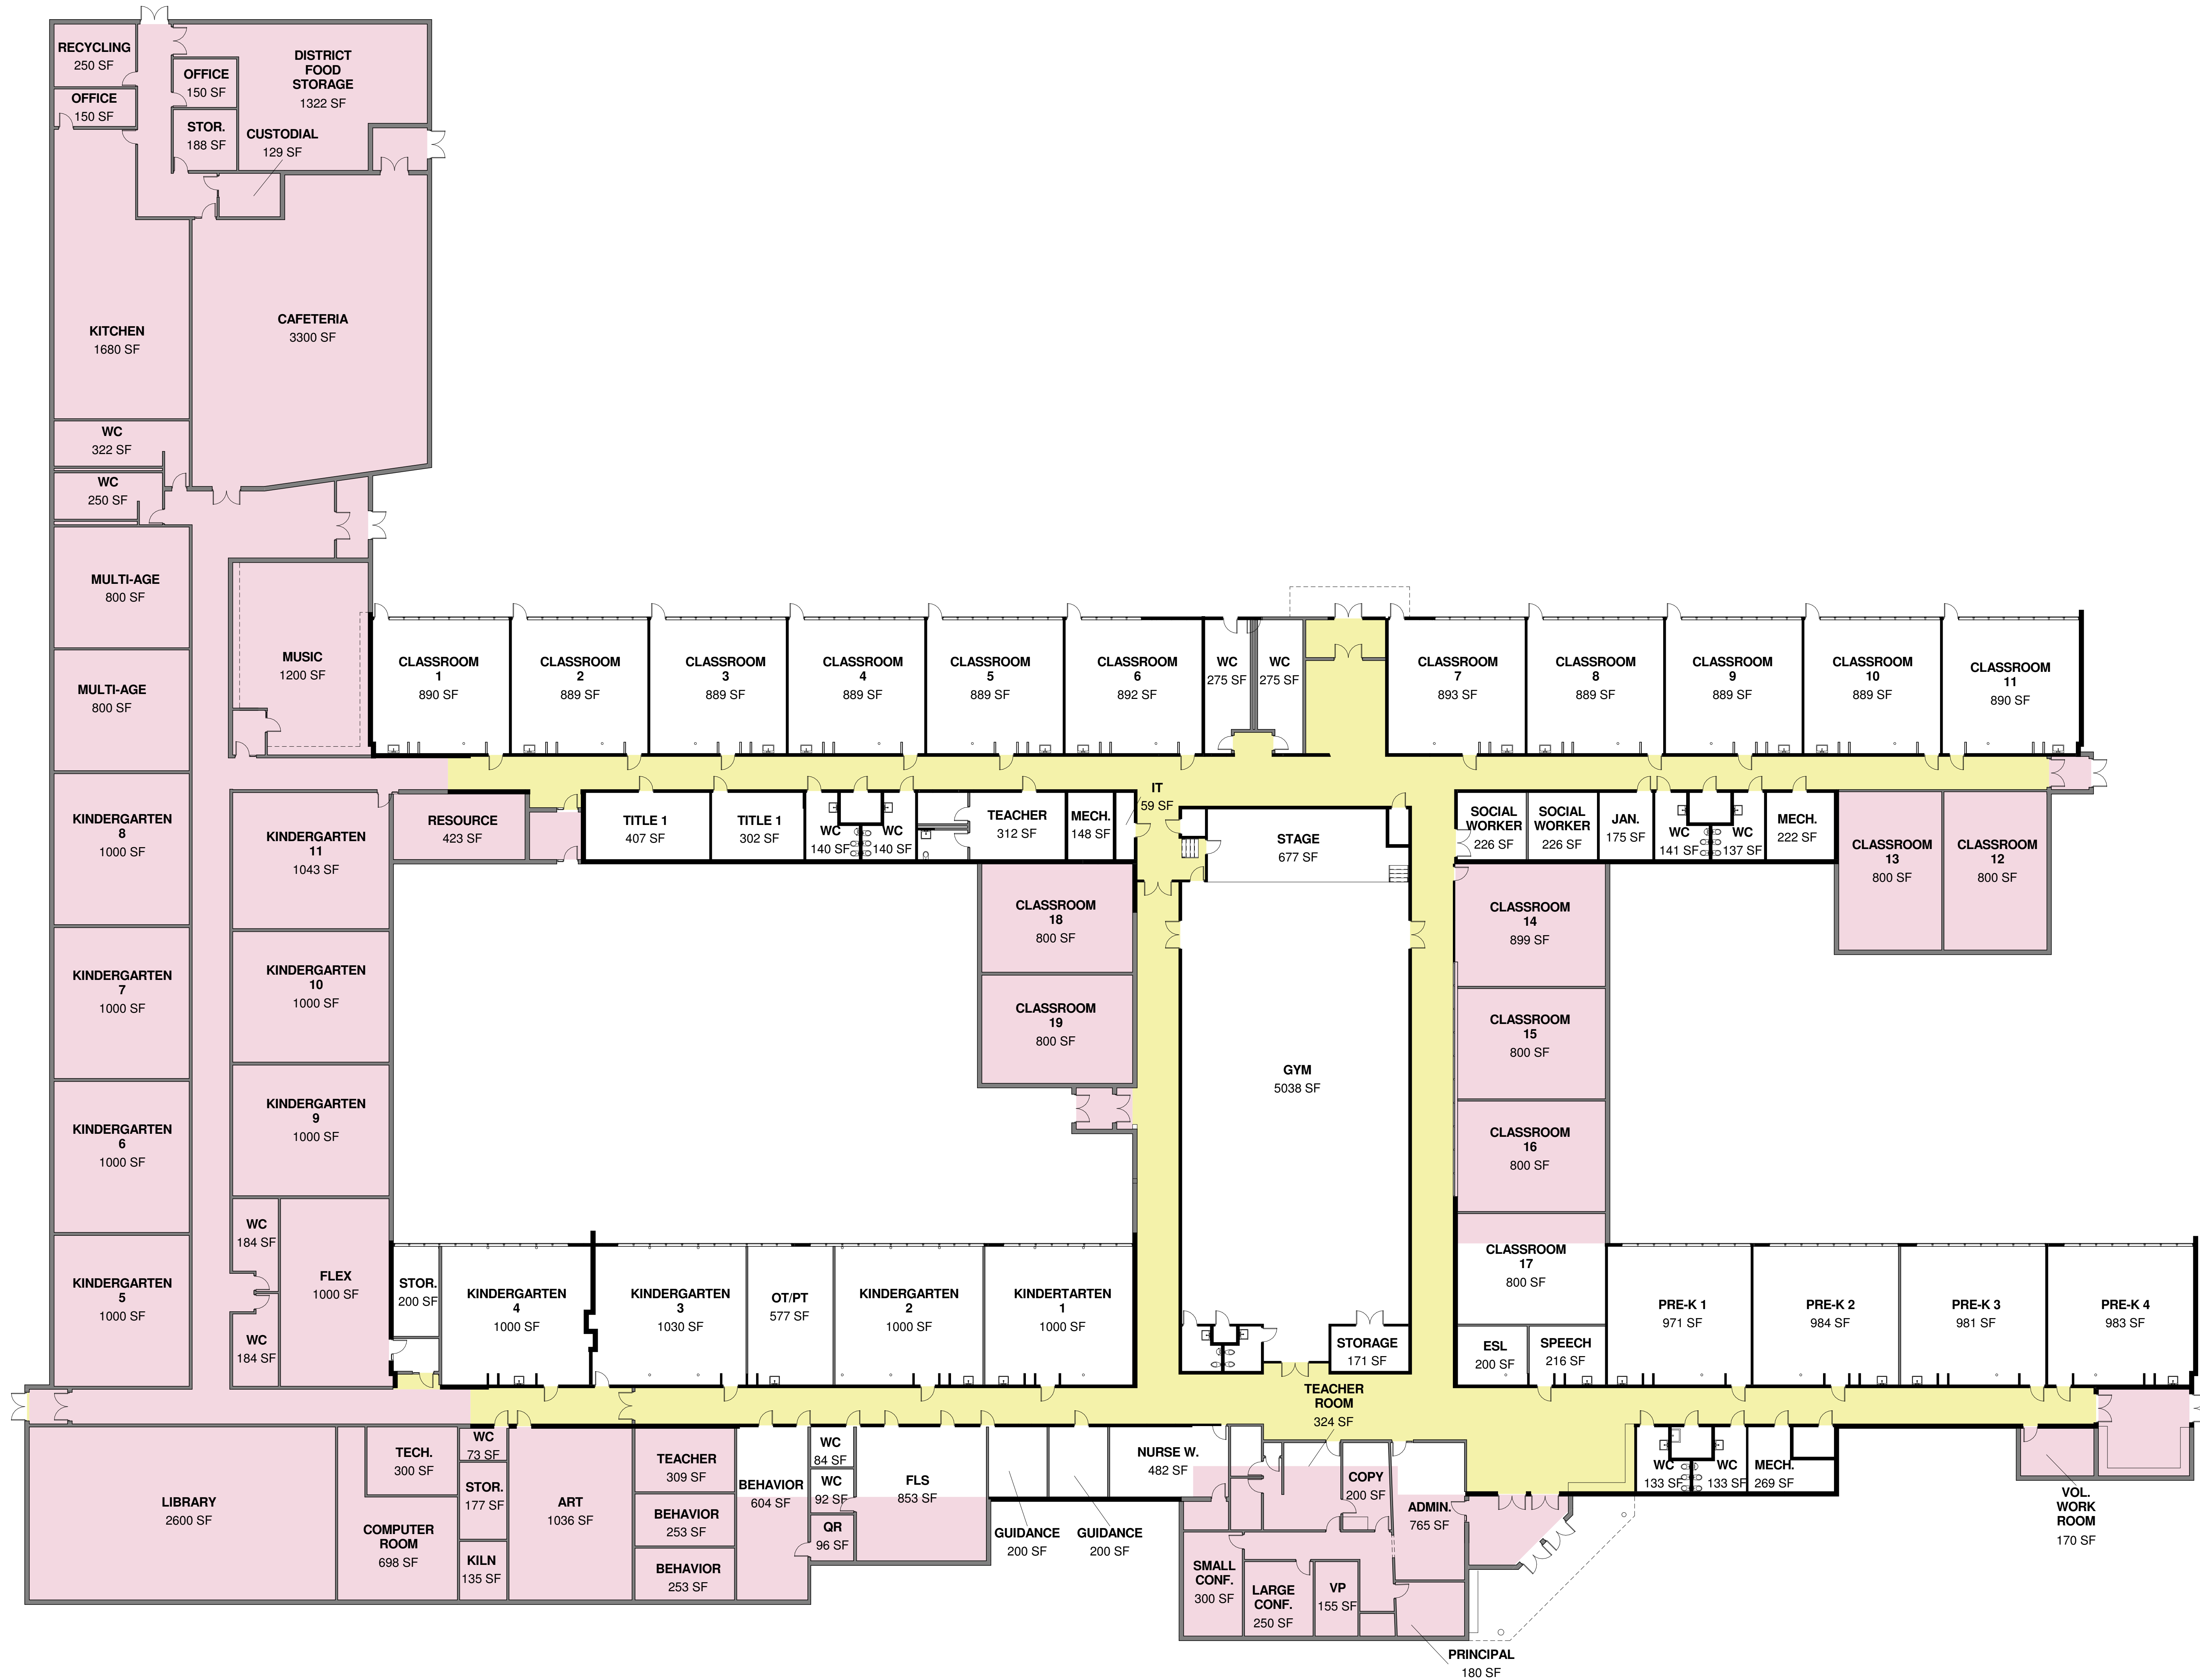 RECYCLING
250 SF
OFFICE
150 SF
DISTRICT
FOOD
STORAGE
1322 SF
OFFICE
150 SF
STOR.
188 SF
CUSTODIAL
129 SF
KITCHEN
1680 SF
CAFETERIA
3300 SF
WC
322 SF
WC
250 SF
MULTI-AGE
800 SF
MULTI-AGE
800 SF
MUSIC
1200 SF
CLASSROOM
1
890 SF
CLASSROOM
2
889 SF
CLASSROOM
3
889 SF
CLASSROOM
4
889 SF
CLASSROOM
5
889 SF
CLASSROOM
6
892 SF
WC
275 SF
WC
275 SF
CLASSROOM
7
893 SF
CLASSROOM
8
889 SF
CLASSROOM
9
889 SF
CLASSROOM
10
889 SF
CLASSROOM
11
890 SF
KINDERGARTEN
8
1000 SF
KINDERGARTEN
11
1043 SF
RESOURCE
423 SF
TITLE 1
407 SF
TITLE 1
302 SF
WC
140 SF
WC
140 SF
TEACHER
312 SF
MECH.
148 SF
IT
59 SF
STAGE
677 SF
SOCIAL
WORKER
226 SF
SOCIAL
WORKER
226 SF
JAN.
175 SF
WC
141 SF
WC
137 SF
MECH.
222 SF
CLASSROOM
13
800 SF
CLASSROOM
12
800 SF
CLASSROOM
18
800 SF
CLASSROOM
14
899 SF
KINDERGARTEN
7
1000 SF
KINDERGARTEN
10
1000 SF
CLASSROOM
19
800 SF
CLASSROOM
15
800 SF
GYM
5038 SF
KINDERGARTEN
6
1000 SF
KINDERGARTEN
9
1000 SF
CLASSROOM
16
800 SF
WC
184 SF
WC
184 SF
FLEX
1000 SF
KINDERGARTEN
5
1000 SF
STOR.
200 SF
KINDERGARTEN
4
1000 SF
KINDERGARTEN
3
1030 SF
OT/PT
577 SF
KINDERGARTEN
2
1000 SF
KINDERTARTEN
1
1000 SF
STORAGE
171 SF
CLASSROOM
17
800 SF
ESL
200 SF
SPEECH
216 SF
PRE-K 1
971 SF
PRE-K 2
984 SF
PRE-K 3
981 SF
PRE-K 4
983 SF
TEACHER
ROOM
324 SF
LIBRARY
2600 SF
TECH.
300 SF
COMPUTER
ROOM
698 SF
WC
73 SF
STOR.
177 SF
KILN
135 SF
ART
1036 SF
TEACHER
309 SF
BEHAVIOR
253 SF
BEHAVIOR
253 SF
BEHAVIOR
604 SF
WC
84 SF
WC
92 SF
QR
96 SF
FLS
853 SF
GUIDANCE
200 SF
GUIDANCE
200 SF
NURSE W.
482 SF
COPY
200 SF
ADMIN.
765 SF
SMALL
CONF.
300 SF
LARGE
CONF.
250 SF
VP
155 SF
PRINCIPAL
180 SF
WC
133 SF
WC
133 SF
MECH.
269 SF
VOL.
WORK
ROOM
170 SF